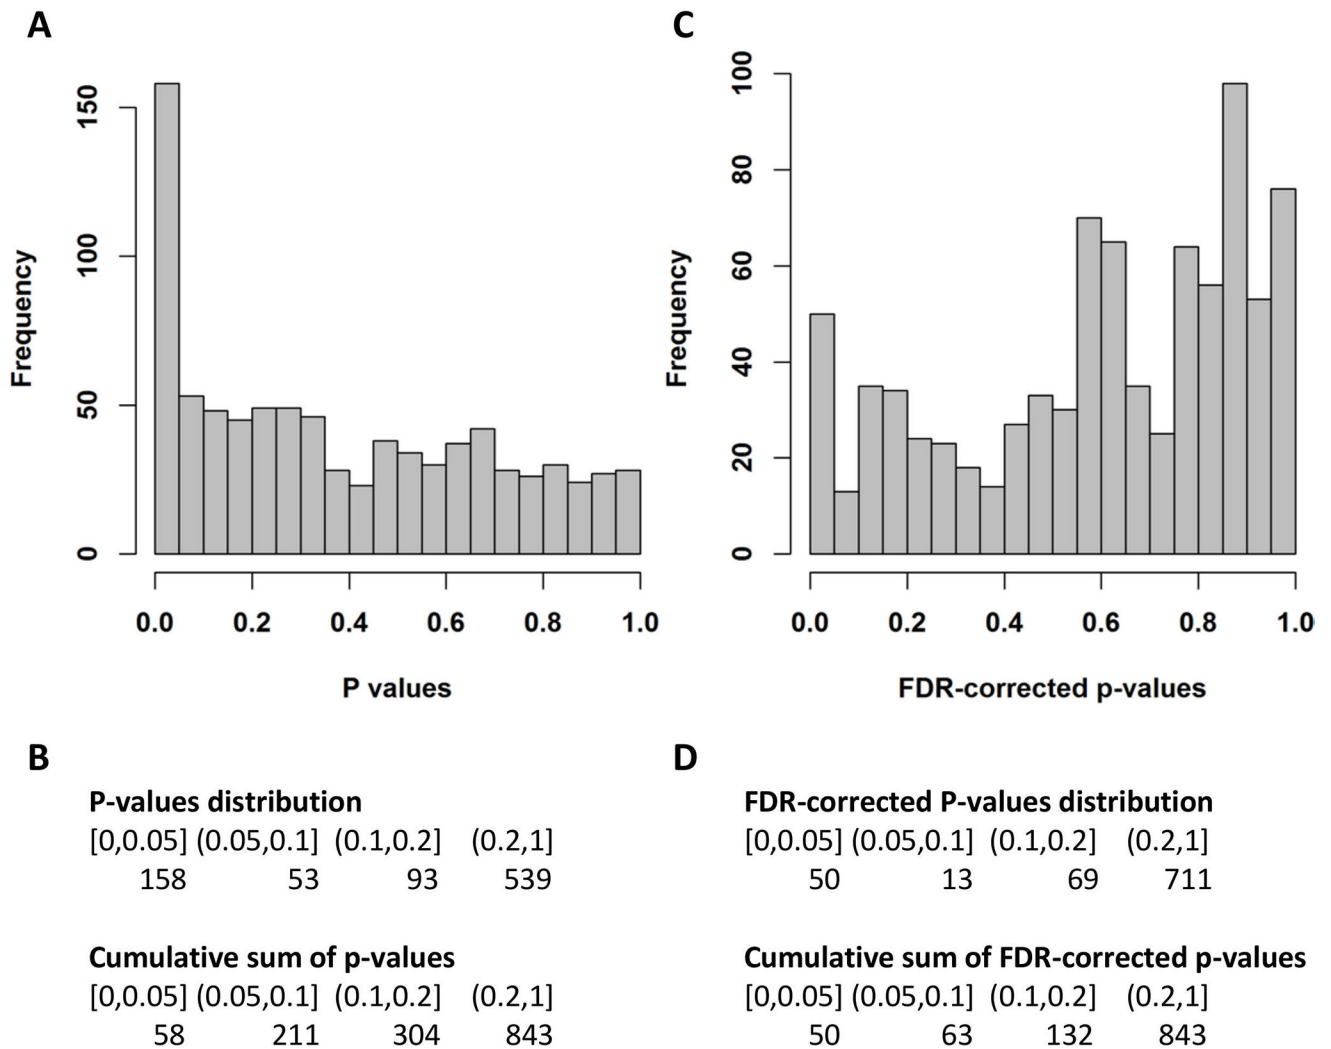 A
150
100
50
0
Frequency
0.0 0.2 0.4 0.6 0.8 1.0
P values
C
100
80
60
40
20
0
Frequency
0.0 0.2 0.4 0.6 0.8 1.0
FDR-corrected p-values
B
P-values distribution
[0,0.05] (0.05,0.1] (0.1,0.2] (0.2,1]
158 53 93 539
Cumulative sum of p-values
[0,0.05] (0.05,0.1] (0.1,0.2] (0.2,1]
58 211 304 843
D
FDR-corrected P-values distribution
[0,0.05] (0.05,0.1] (0.1,0.2] (0.2,1]
50 13 69 711
Cumulative sum of FDR-corrected p-values
[0,0.05] (0.05,0.1] (0.1,0.2] (0.2,1]
50 63 132 843